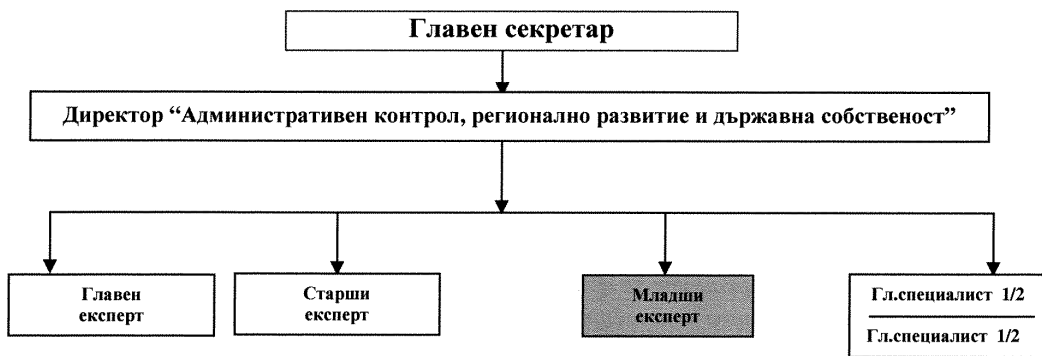 Главен секретар
Директор “Административен контрол, регионално развитие и държавна собственост”
Главен
експерт
Старши
експерт
Младши
експерт
Гл.специалист 1/2
Гл.специалист 1/2